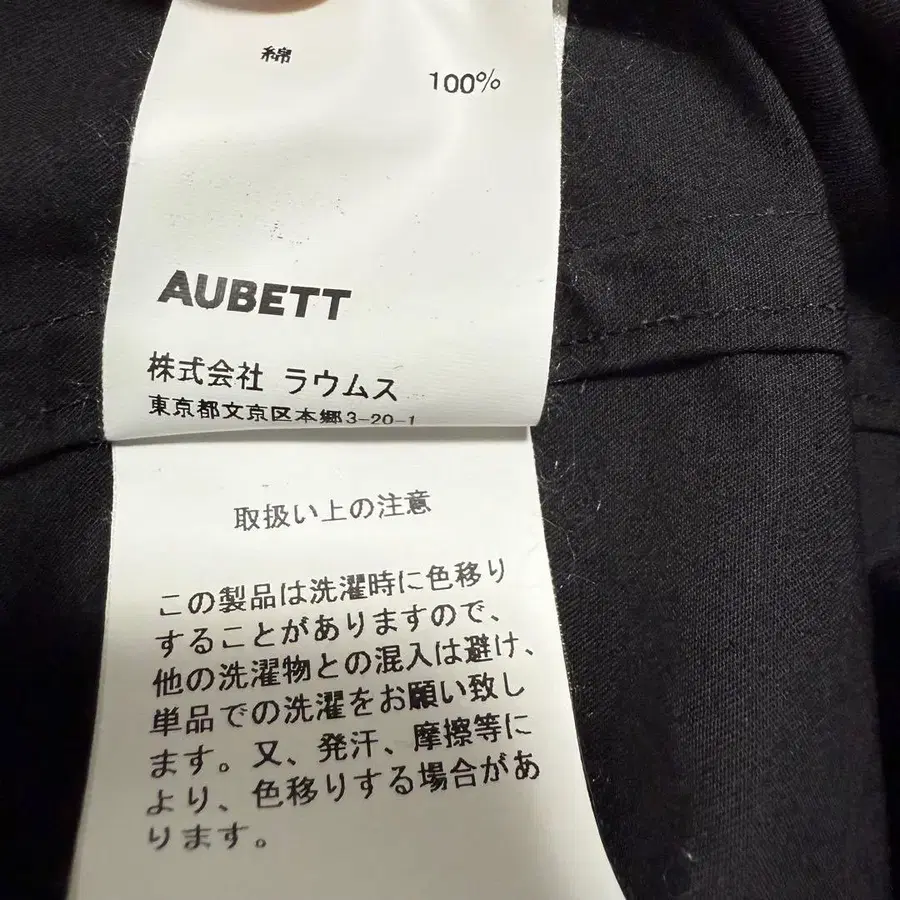 綿
100%
AUBETT
株式会社 ラウムス
東京都文京区本郷3-20-1
取扱い上の注意
この製品は洗濯時に色移り
することがありますので、
他の洗濯物との混入は避け、
単品での洗濯をお願い致し
ます。又、発汗、摩擦等に
より、色移りする場合があ
ります。